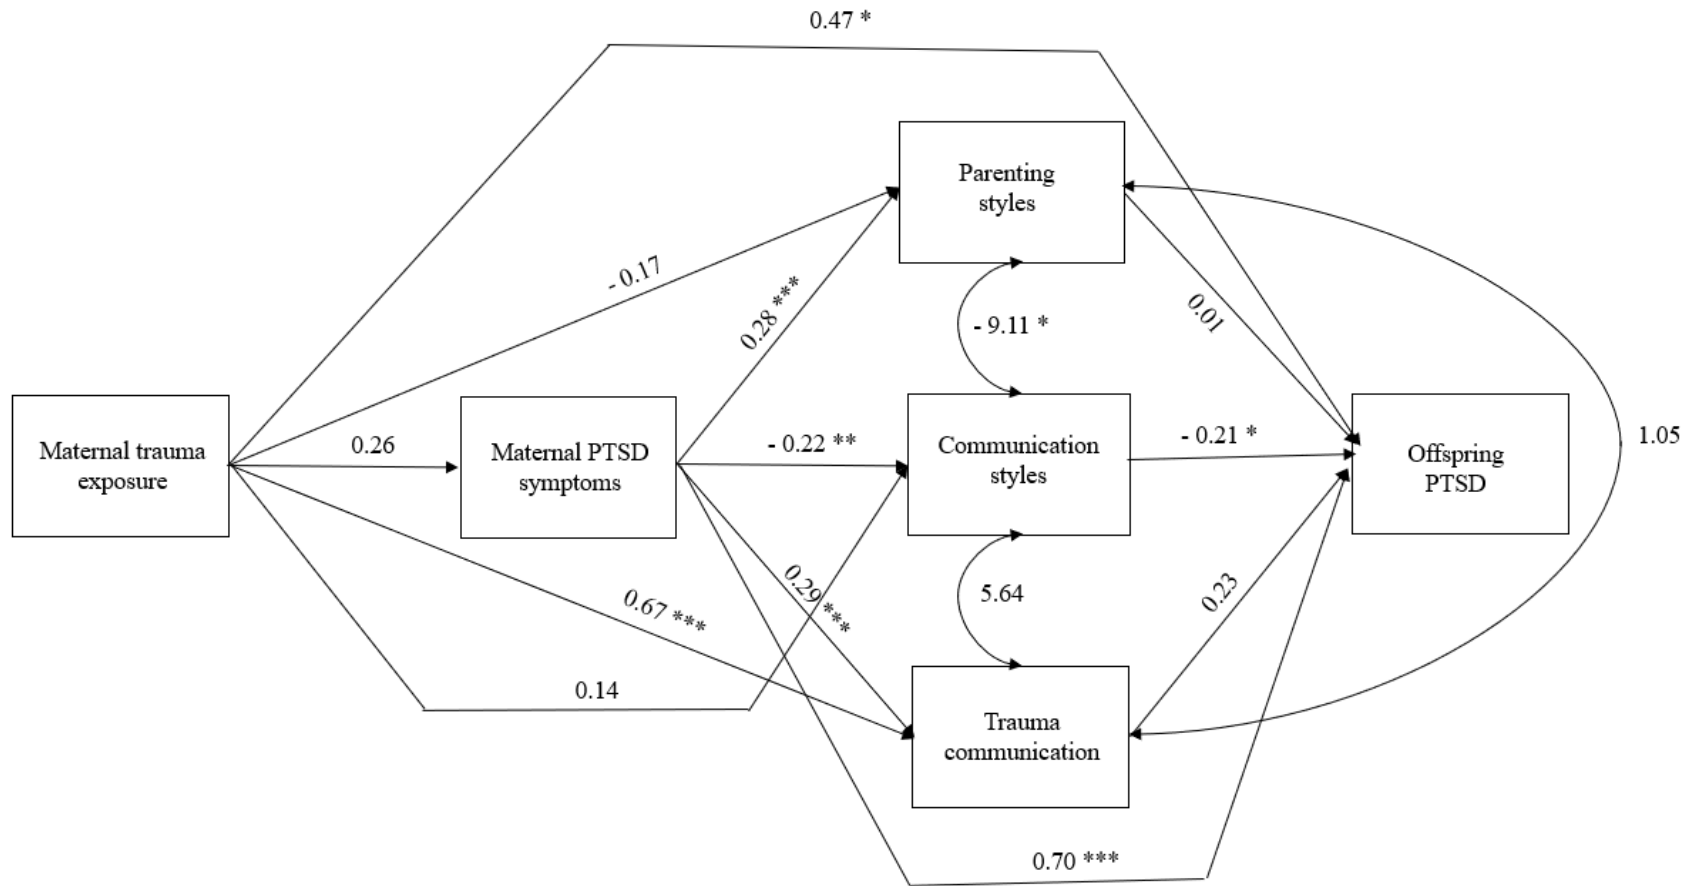 0.47 *
Parenting
styles
- 0.17
0.28 ***
- 9.11 *
0.01
Maternal trauma
exposure
0.26
Maternal PTSD
symptoms
- 0.22 **
Communication
styles
- 0.21 *
Offspring
PTSD
1.05
0.67 ***
0.29 ***
5.64
0.23
0.14
Trauma
communication
0.70 ***